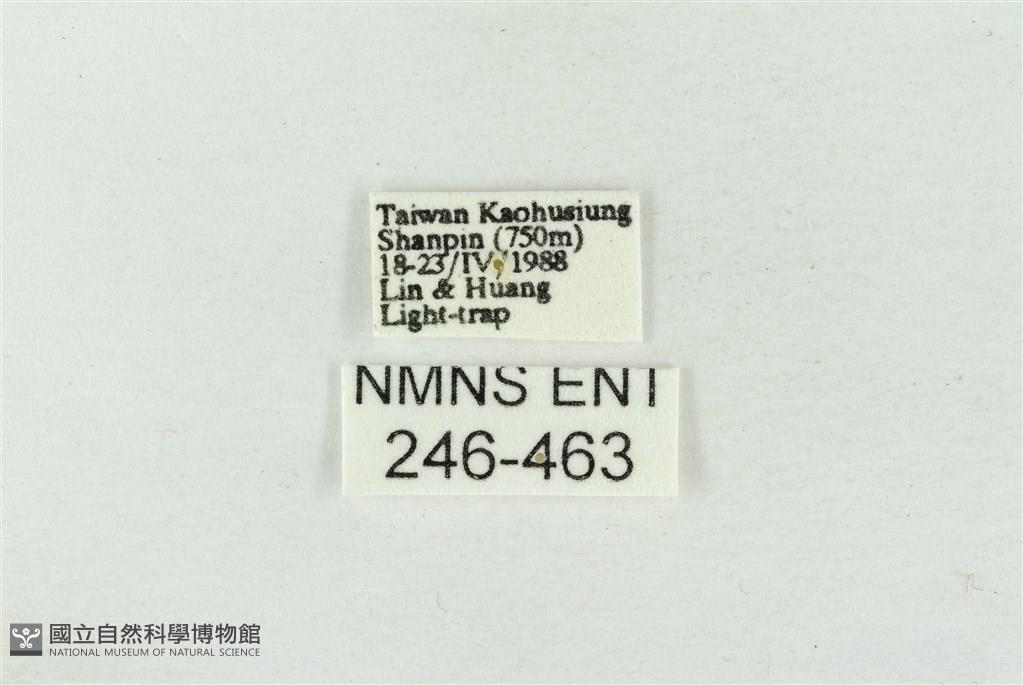 Taiwan Kaohusiung
Shanpin (750m)
18-23/IV/1988
Lin & Huang
Light-trap
NMNS ENT
246-463
國立自然科學博物館
NATIONAL MUSEUM OF NATURAL SCIENCE